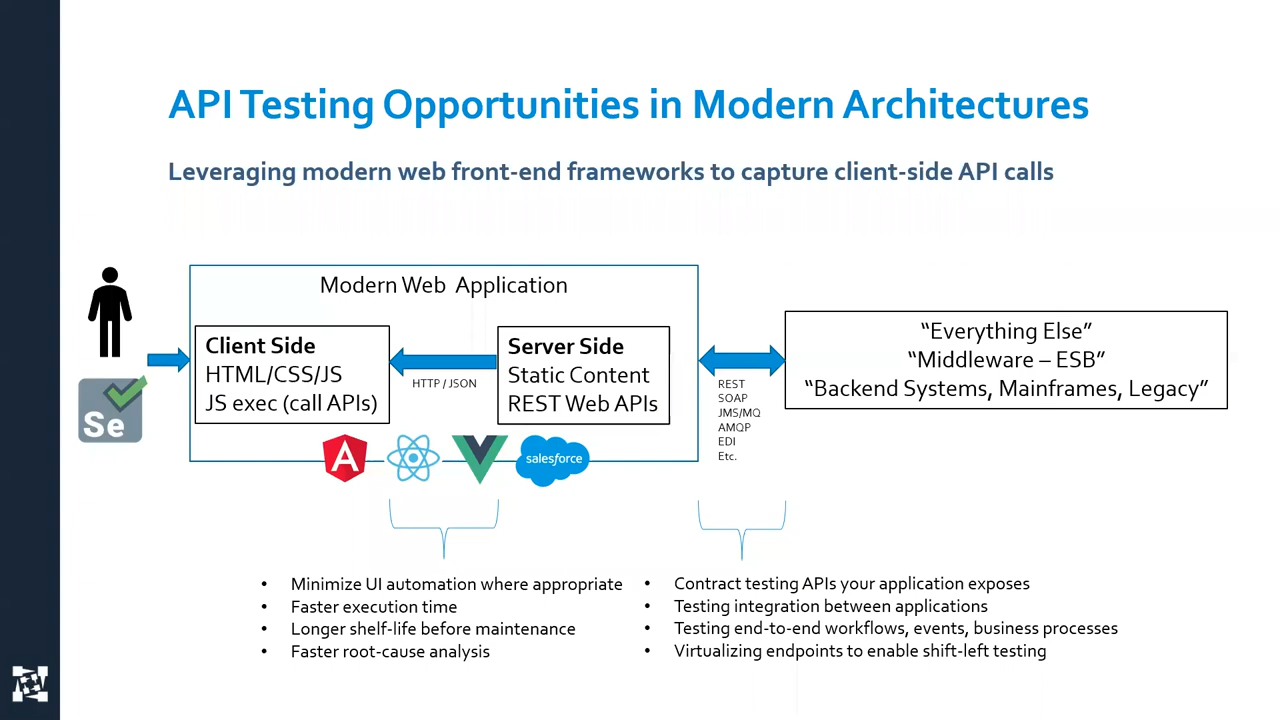 API Testing Opportunities in Modern Architectures
Leveraging modern web front-end frameworks to capture client-side API calls
Modern Web Application
Client Side
HTML/CSS/JS
JS exec (call APIs)
HTTP / JSON
Server Side
Static Content
REST Web APIs
REST
SOAP
JMS/MQ
AMQP
EDI
Etc.
“Everything Else”
“Middleware – ESB”
“Backend Systems, Mainframes, Legacy”
Se
A
salesforce
• Minimize UI automation where appropriate
• Faster execution time
• Longer shelf-life before maintenance
• Faster root-cause analysis
• Contract testing APIs your application exposes
• Testing integration between applications
• Testing end-to-end workflows, events, business processes
• Virtualizing endpoints to enable shift-left testing